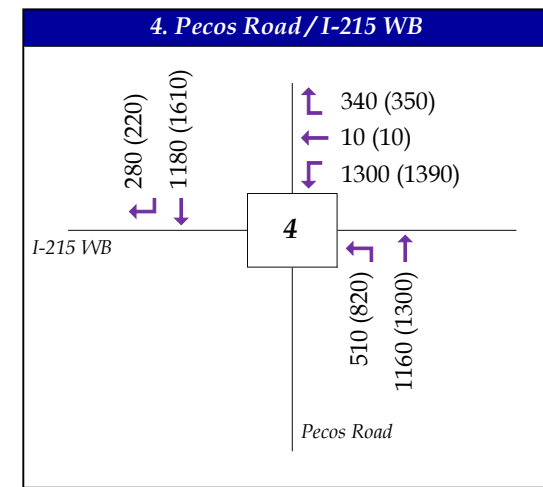 4. Pecos Road / I-215 WB
280 (220)
1180 (1610)
340 (350)
10 (10)
1300 (1390)
4
I-215 WB
510 (820)
1160 (1300)
Pecos Road